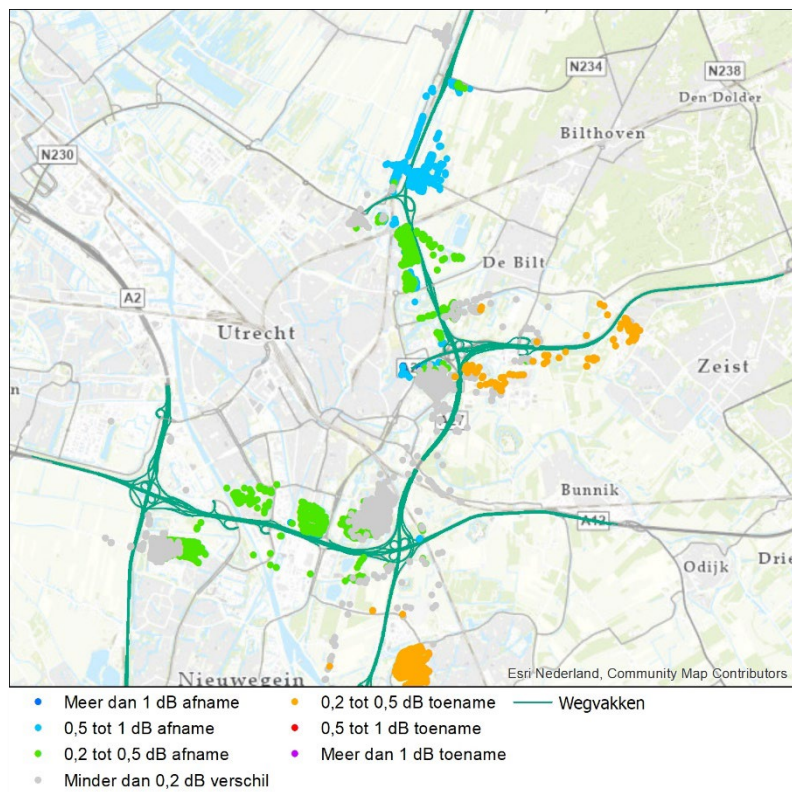 N234
N238
Den Dolder
Bilthoven
N230
De Bilt
A2
Utrecht
Zeist
Bunnik
A12
Odijk
Nieuwegein
Esri Nederland, Community Map Contributors
Meer dan 1 dB afname
0,2 tot 0,5 dB toename
Wegvakken
0,5 tot 1 dB afname
0,5 tot 1 dB toename
0,2 tot 0,5 dB afname
Meer dan 1 dB toename
Minder dan 0,2 dB verschil